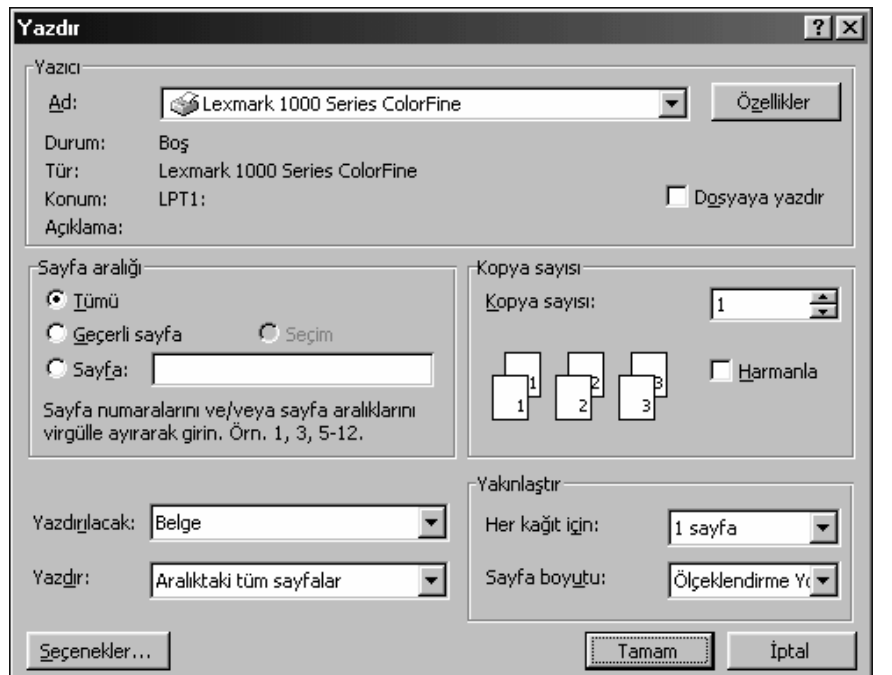 Yazdır
Yazıcı
Ad: Lexmark 1000 Series ColorFine Özellikler
Durum: Boş
Tür: Lexmark 1000 Series ColorFine
Konum: LPT1: Dosyaya yazdır
Açıklama:
Sayfa aralığı
Tümü
Geçerli sayfa Seçim
Sayfa:
Sayfa numaralarını ve/veya sayfa aralıklarını
virgülle ayırarak girin. Örn. 1, 3, 5-12.
Kopya sayısı
Kopya sayısı: 1
1 2 3
1 2 3
Harmanla
Yazdırılacak: Belge
Yazdır: Aralıktaki tüm sayfalar
Yakınlaştır
Her kağıt için: 1 sayfa
Sayfa boyutu: Ölçeklendirme
Seçenekler... Tamam İptal